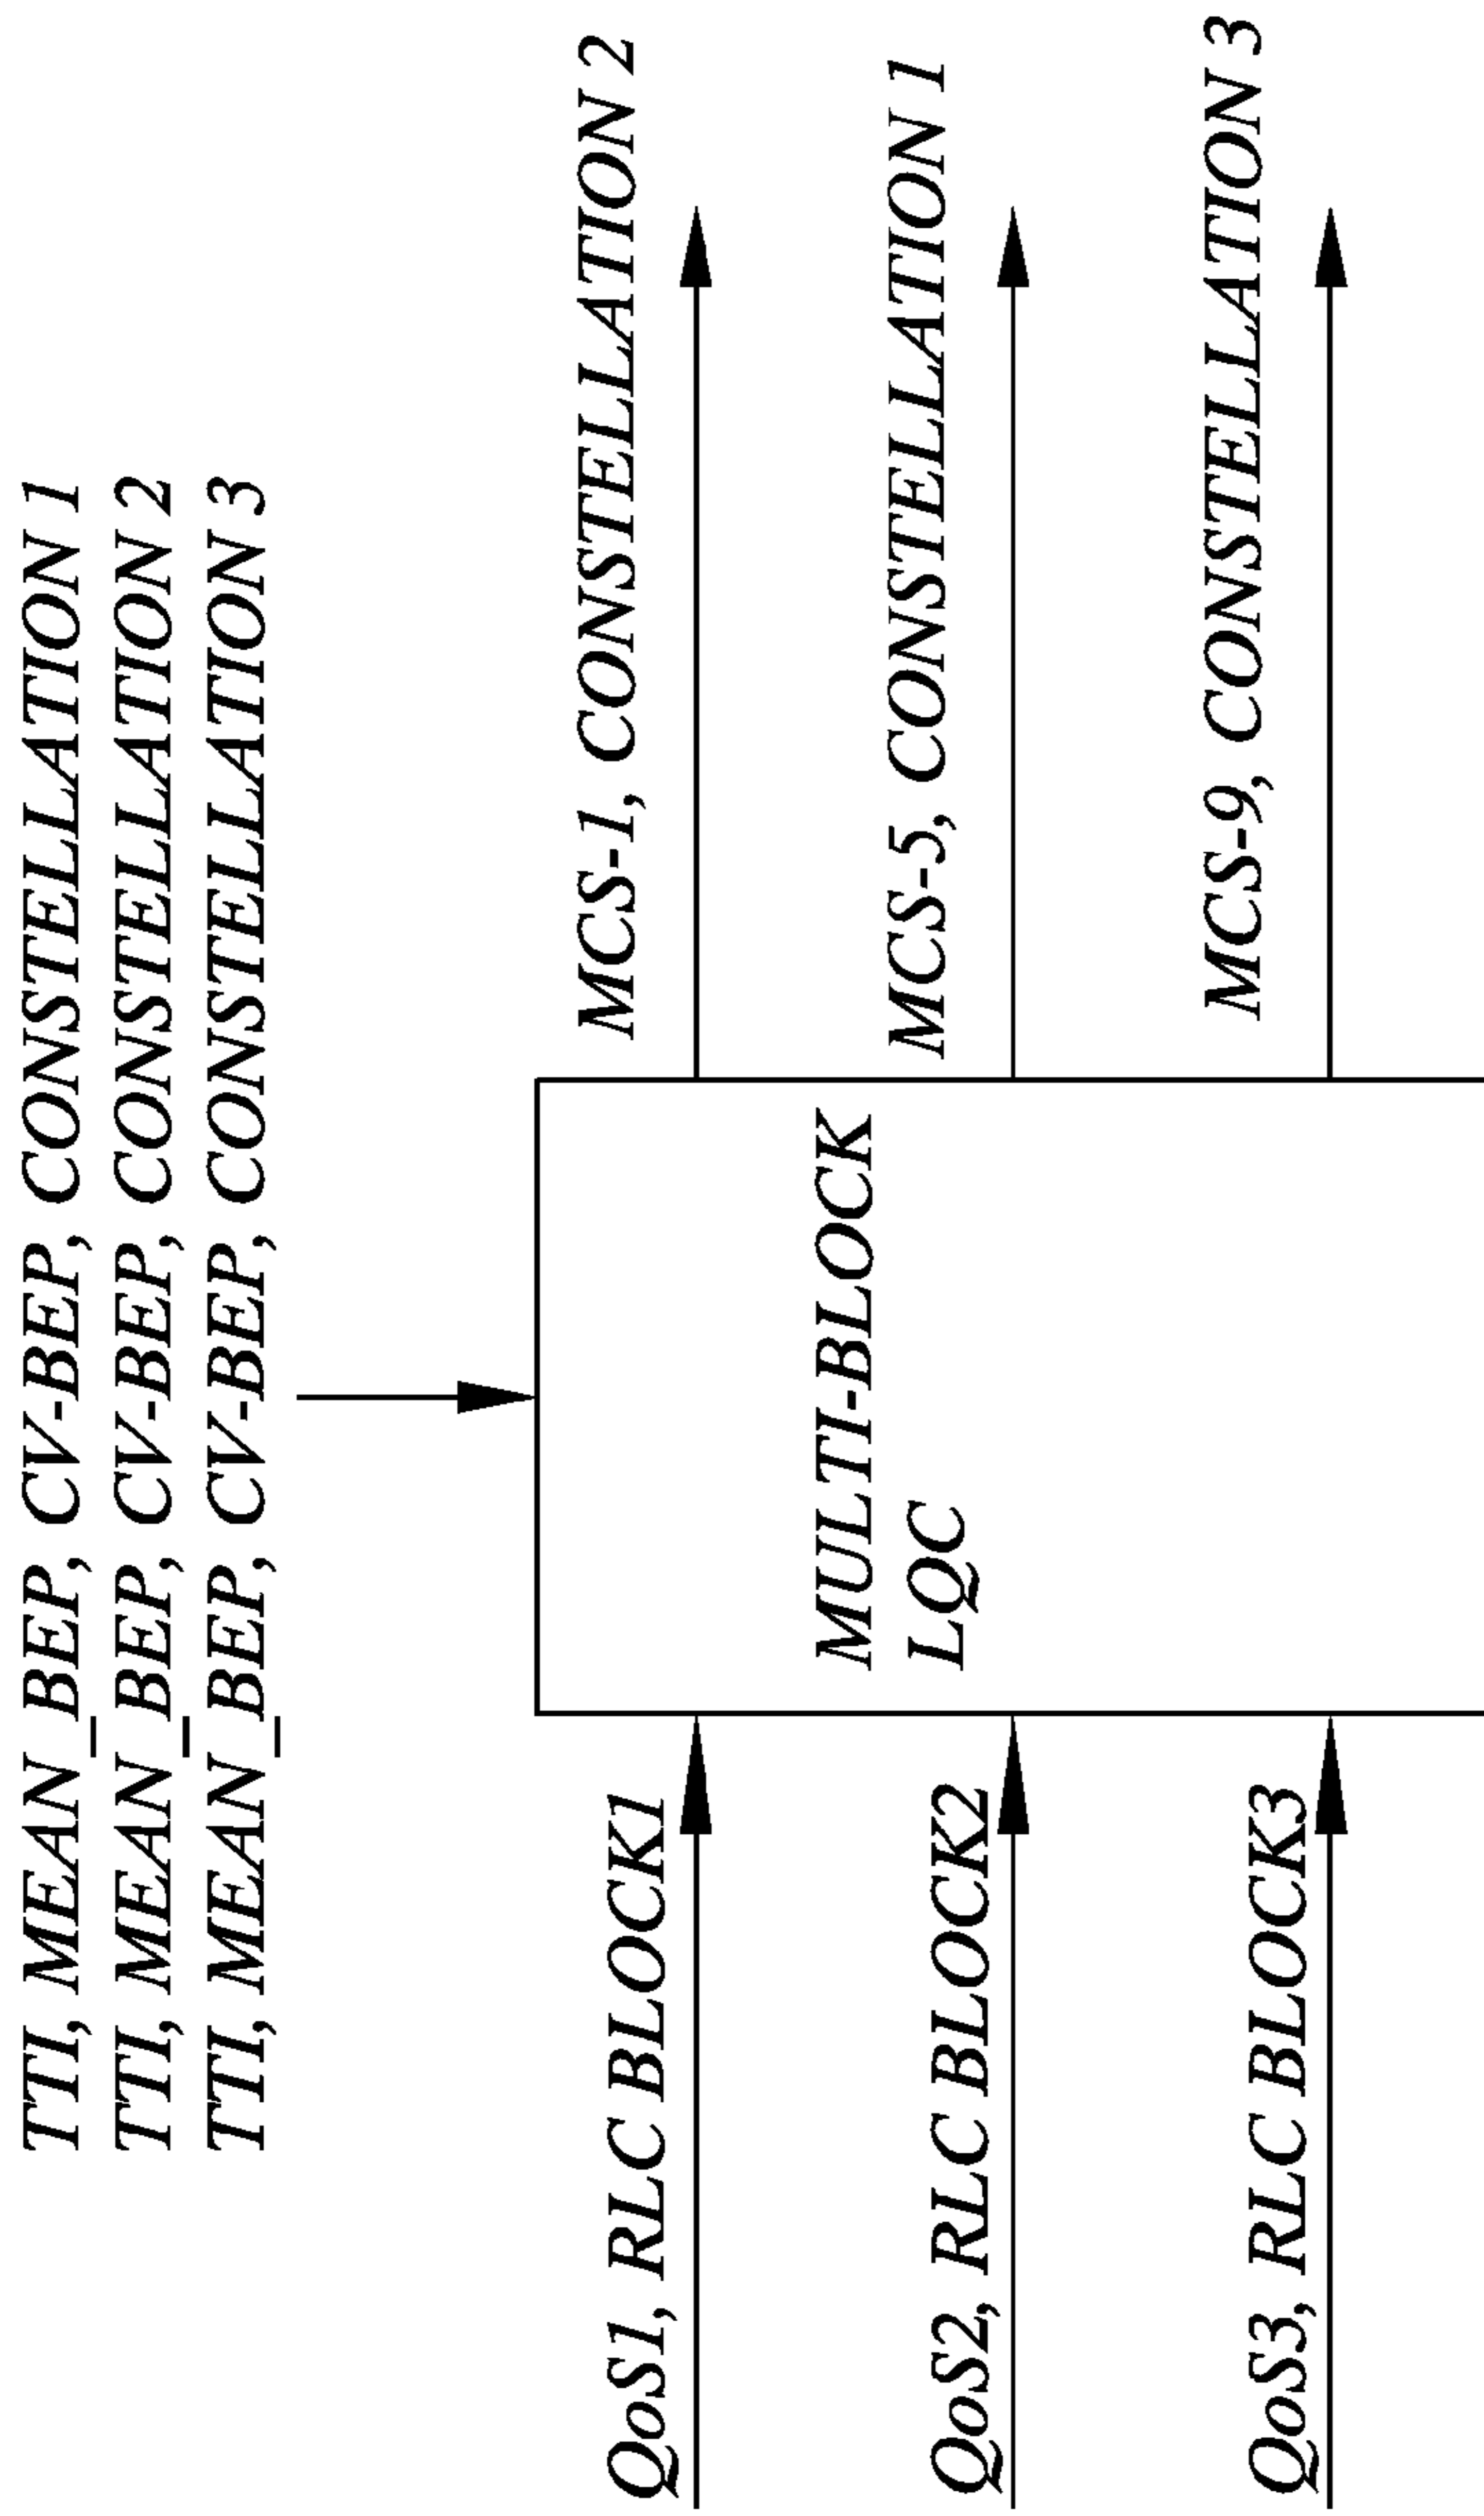 TTI, MEAN_BEP, CV-BEP, CONSTELLATION 1
TTI, MEAN_BEP, CV-BEP, CONSTELLATION 2
TTI, MEAN_BEP, CV-BEP, CONSTELLATION 3
QoS1, RLC BLOCK1
MCS-1, CONSTELLATION 2
MULTI-BLOCK
LQC
QoS2, RLC BLOCK2
MCS-5, CONSTELLATION 1
QoS3, RLC BLOCK3
MCS-9, CONSTELLATION 3